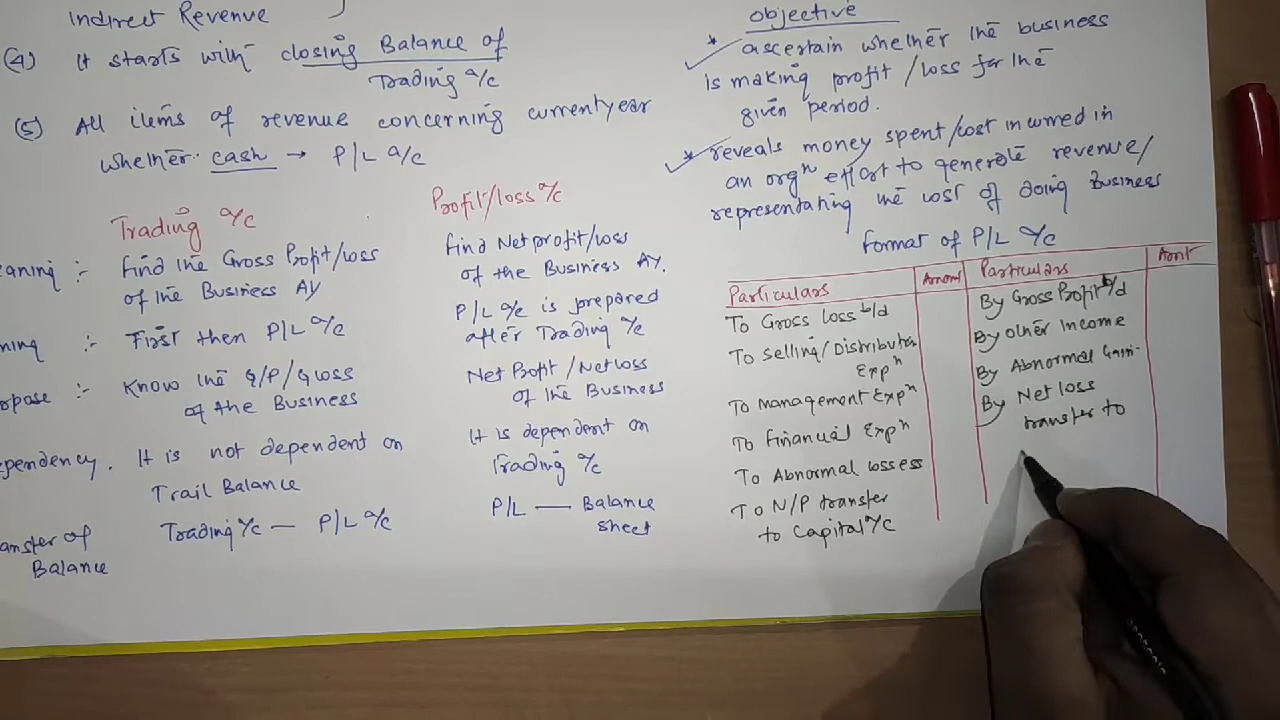 Indirect Revenue
(4) It starts with closing Balance of
Trading a/c
(5) All items of revenue concerning currentyear
whether cash → P/L a/c
Trading a/c
Profit/loss a/c
eaning :- find the Gross Profit/loss
of the Business AY
find Net profit/loss
of the Business AY.
ming :- First then P/L a/c
P/L a/c is prepared
after Trading a/c
rpose :- Know the G/P/Gloss
of the Business
Net Profit/Net loss
of the Business
ependency. It is not dependent on
Trail Balance
It is dependent on
Trading a/c
ansfer of
Balance
Trading a/c — P/L a/c
P/L — Balance
sheet
objective
* ascertain whether the business
is making profit/loss for the
given period.
* reveals money spent/cost incurred in
an orgn effort to generate revenue/
representating the cost of doing Business
format of P/L a/c
Particulars Amont Particulars Amt
To Gross loss b/d
To Selling/Distribution
Expn
To management Expn
To financial Expn
To Abnormal losses
To N/P transfer
to Capital a/c
By Gross Profit b/d
By other income
By Abnormal Gain.
By Net loss
transfer to